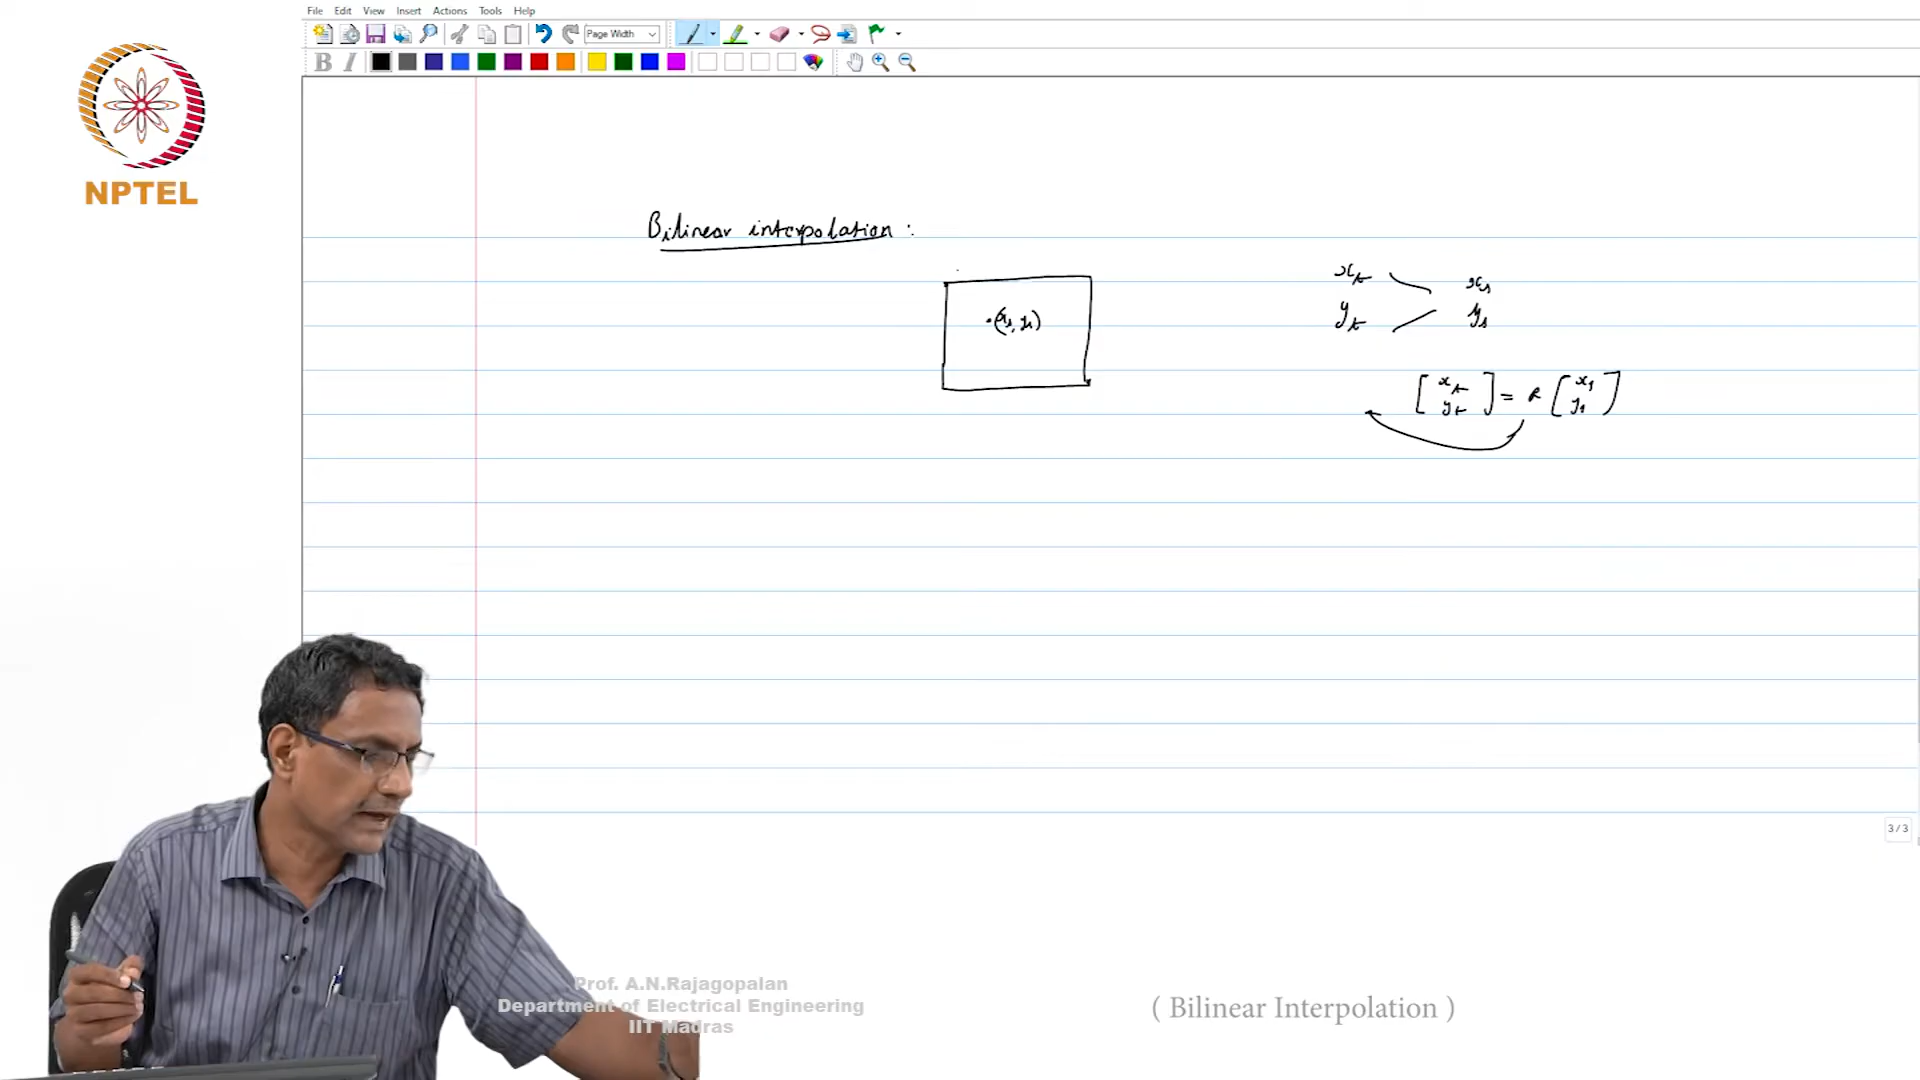 File Edit View Insert Actions Tools Help
Page Width
B I
NPTEL
Bilinear interpolation :
(xs, ys)
xt xs
yt ys
[xt yt] = R [xs ys]
3 / 3
Prof. A.N.Rajagopalan
Department of Electrical Engineering
IIT Madras
( Bilinear Interpolation )